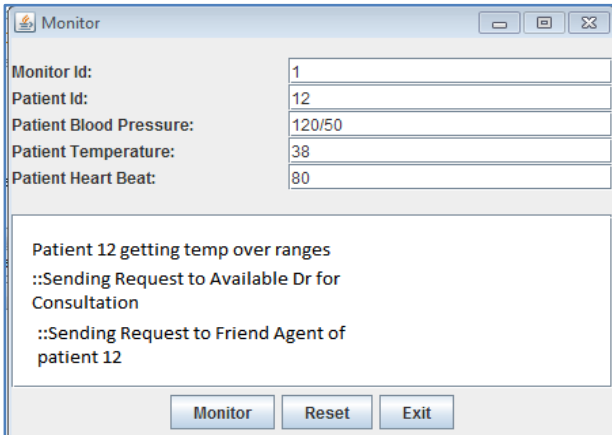 Monitor
Monitor Id: 1
Patient Id: 12
Patient Blood Pressure: 120/50
Patient Temperature: 38
Patient Heart Beat: 80
Patient 12 getting temp over ranges
::Sending Request to Available Dr for
Consultation
::Sending Request to Friend Agent of
patient 12
Monitor Reset Exit